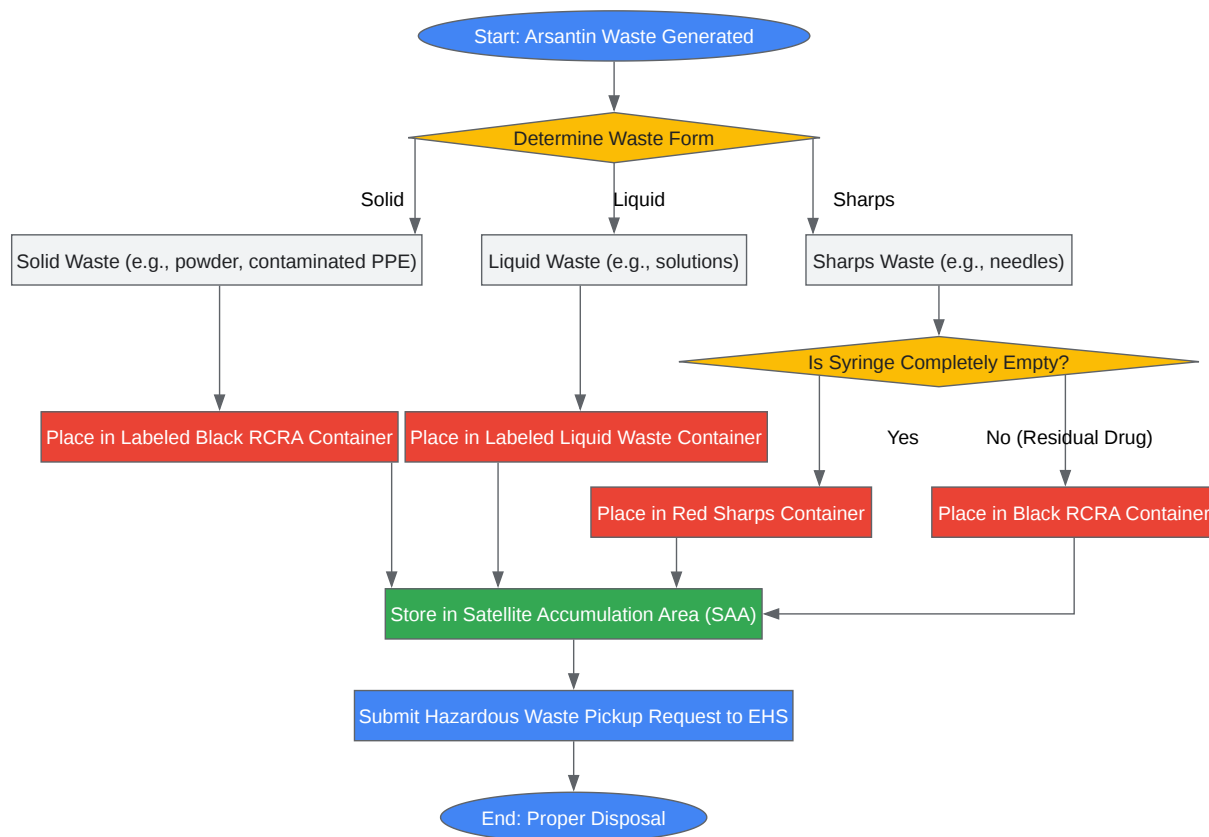 Start: Arsantin Waste Generated
Determine Waste Form
Solid
Liquid
Sharps
Solid Waste (e.g., powder, contaminated PPE)
Liquid Waste (e.g., solutions)
Sharps Waste (e.g., needles)
Is Syringe Completely Empty?
Place in Labeled Black RCRA Container
Place in Labeled Liquid Waste Container
Yes
No (Residual Drug)
Place in Red Sharps Container
Place in Black RCRA Container
Store in Satellite Accumulation Area (SAA)
Submit Hazardous Waste Pickup Request to EHS
End: Proper Disposal